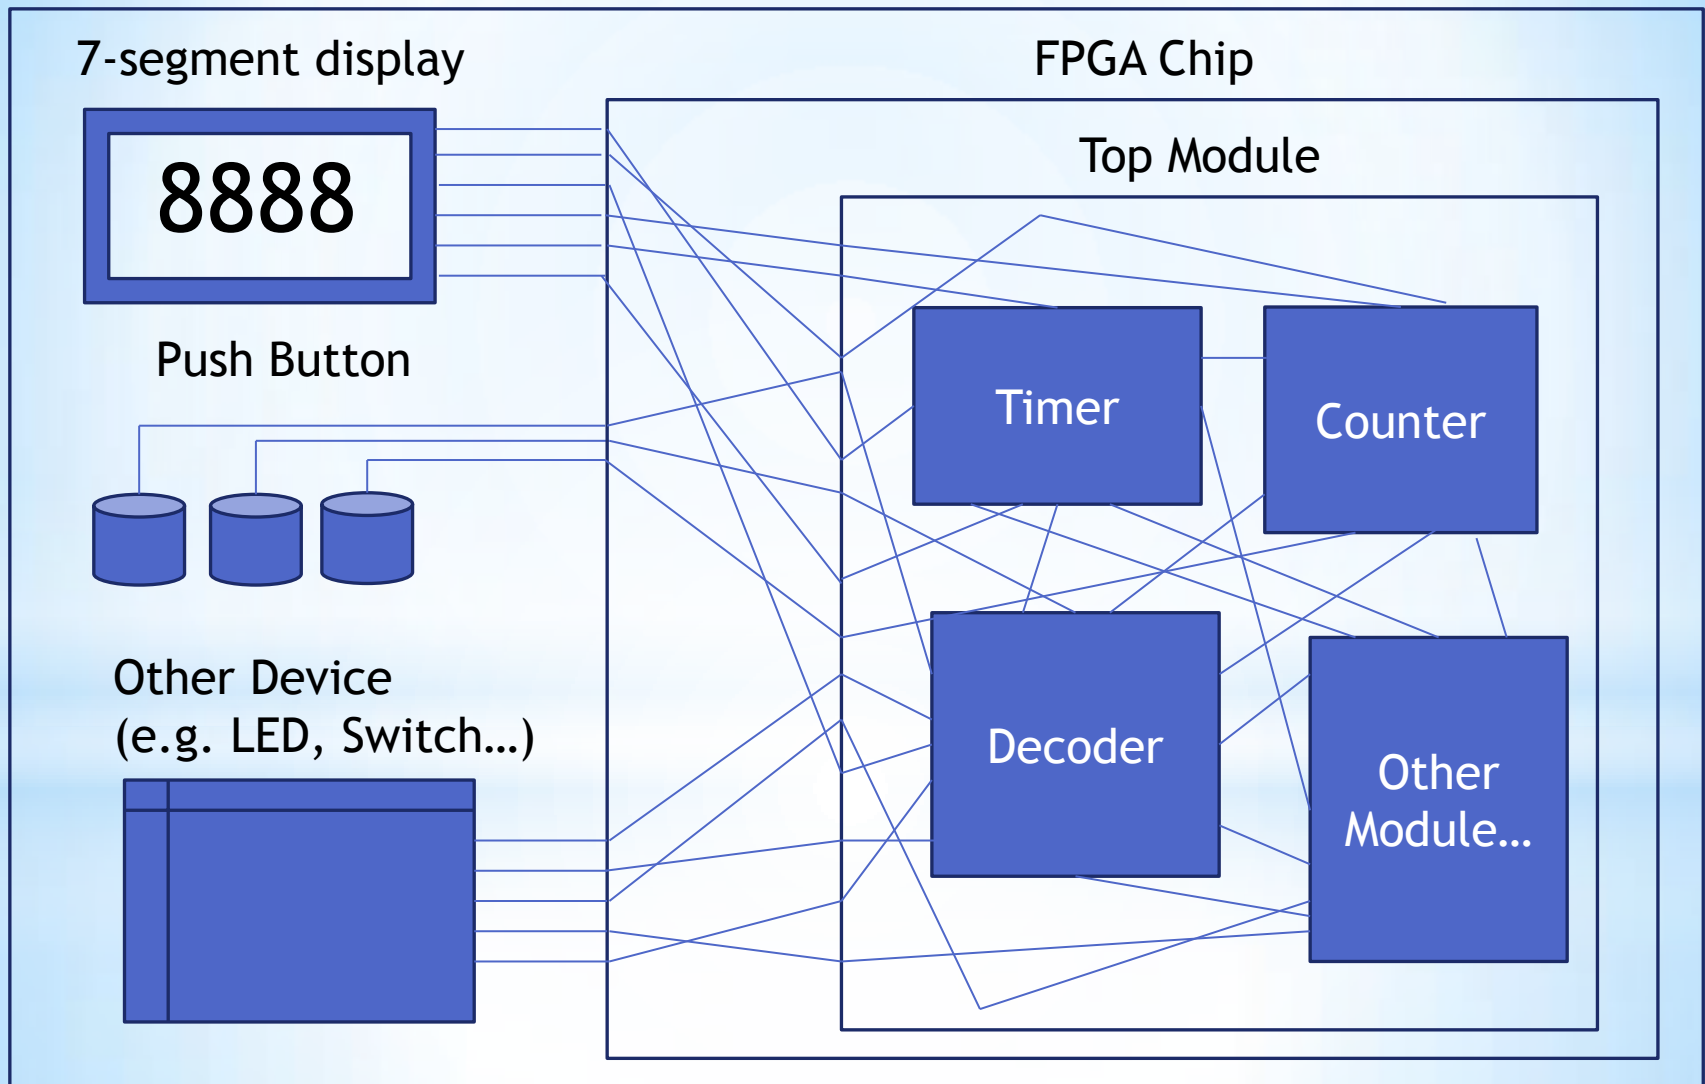 7-segment display
FPGA Chip
8888
Top Module
Push Button
Timer
Counter
Other Device
(e.g. LED, Switch…)
Decoder
Other
Module…